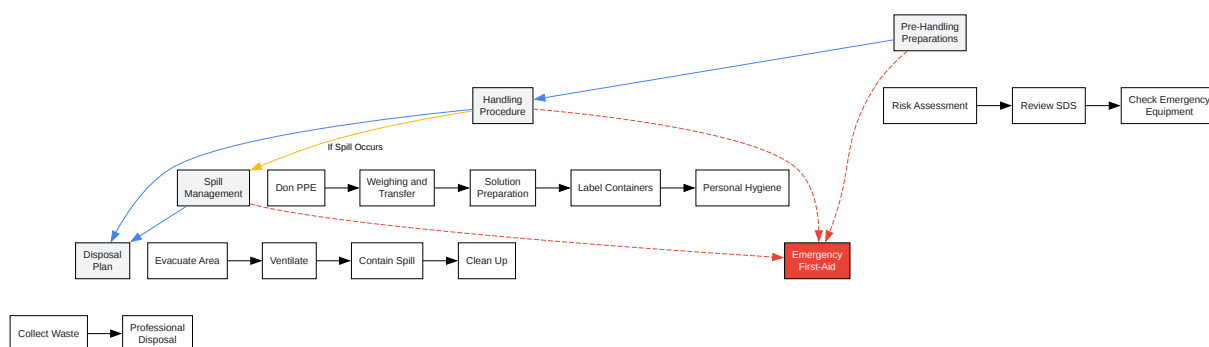 Pre-Handling
Preparations
Handling
Procedure
Risk Assessment
Review SDS
Check Emergency
Equipment
If Spill Occurs
Spill
Management
Don PPE
Weighing and
Transfer
Solution
Preparation
Label Containers
Personal Hygiene
Disposal
Plan
Evacuate Area
Ventilate
Contain Spill
Clean Up
Emergency
First-Aid
Collect Waste
Professional
Disposal